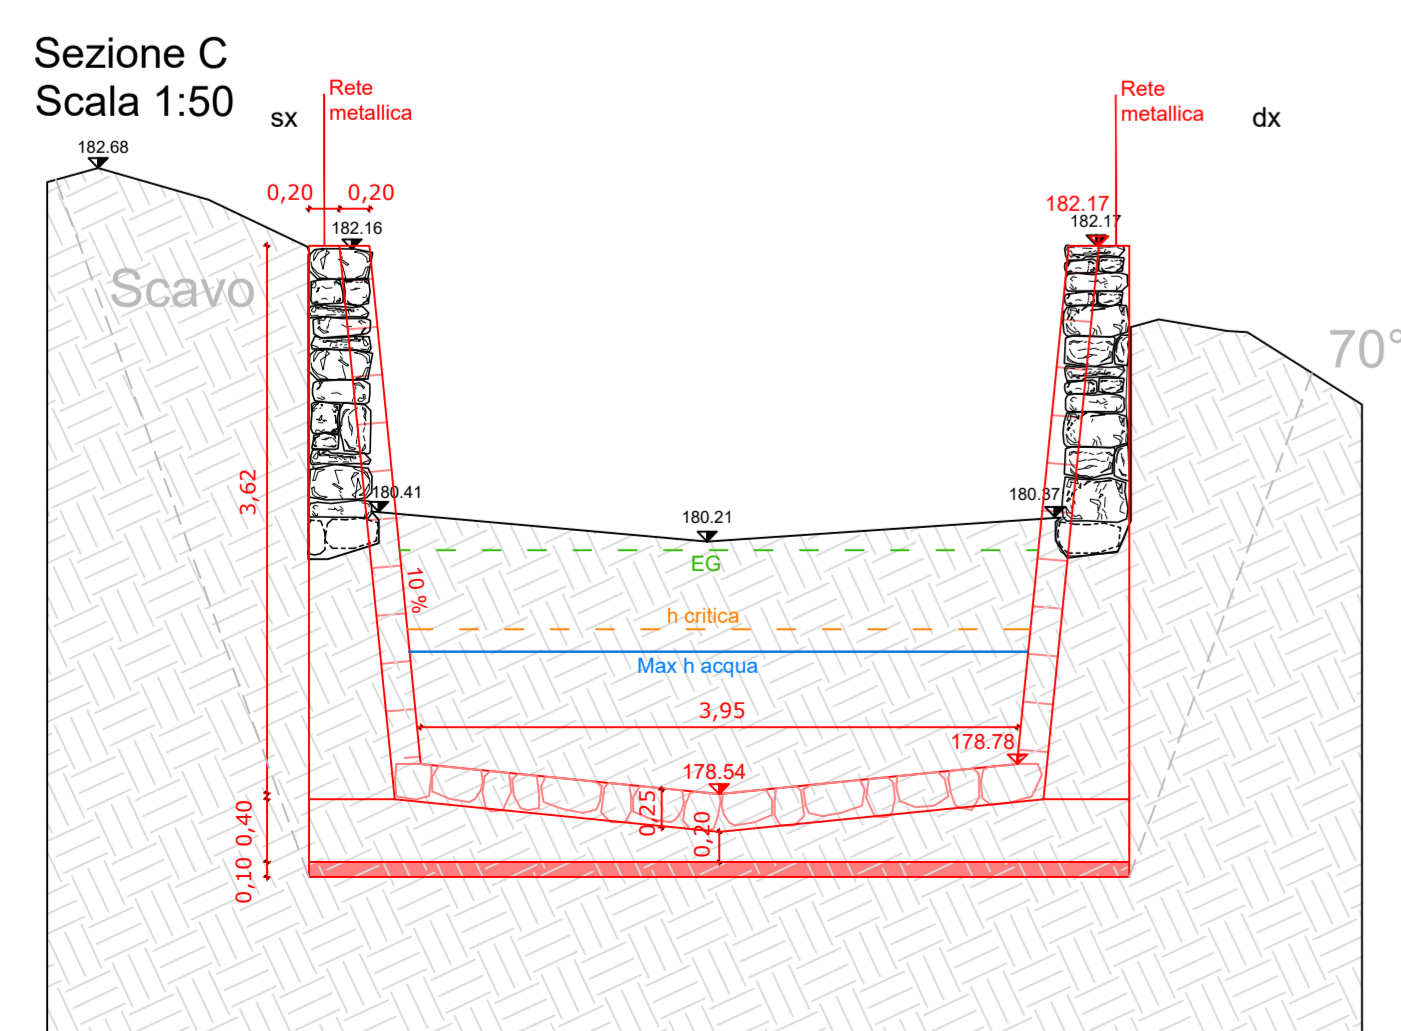 Sezione C
Scala 1:50
sx
Rete
metallica
Rete
metallica
dx
182.68
0,20
0,20
182.16
182.17
182.17
Scavo
70°
3,62
180.41
180.21
180.37
EG
10 %
h critica
Max h acqua
3,95
178.78
178.54
0,25
0,20
0,40
0,10